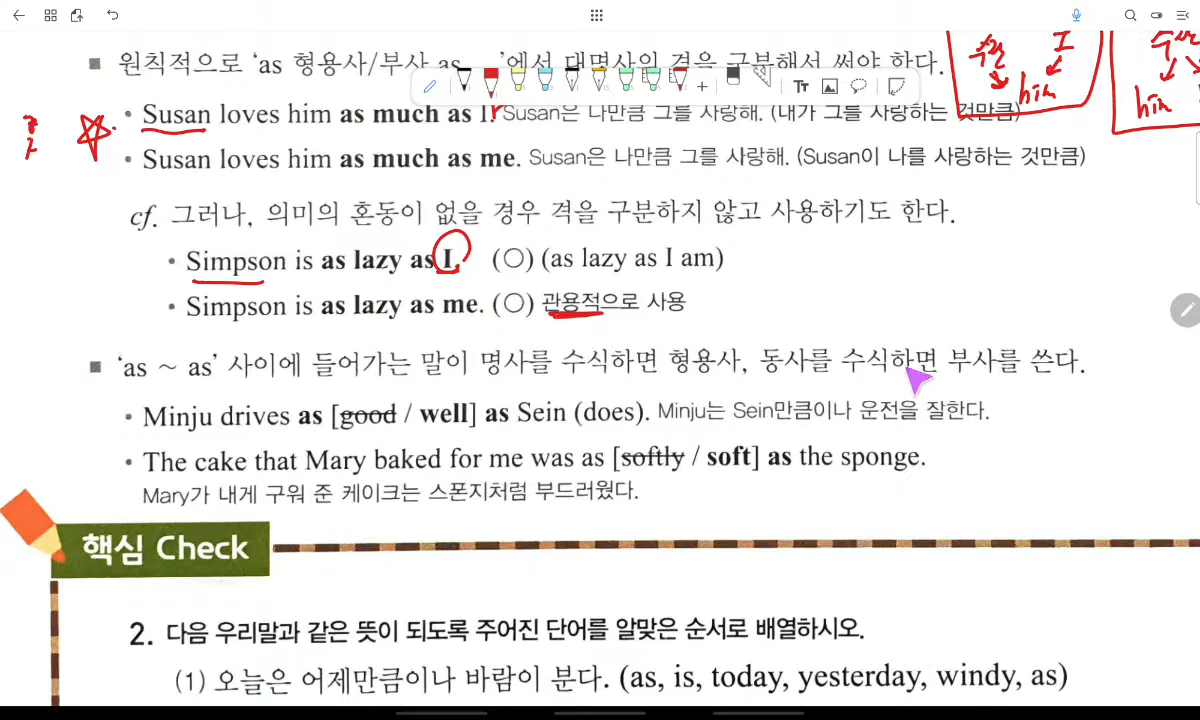 원칙적으로 'as 형용사/부사 as 에서 대명사의 격을 구분해서 써야 한다.
I
him
him
Susan loves him as much as I. Susan은 나만큼 그를 사랑해. (내가 그를 사랑하는 것만큼)
Susan loves him as much as me. Susan은 나만큼 그를 사랑해. (Susan이 나를 사랑하는 것만큼)
cf. 그러나, 의미의 혼동이 없을 경우 격을 구분하지 않고 사용하기도 한다.
Simpson is as lazy as I. (○) (as lazy as I am)
Simpson is as lazy as me. (○) 관용적으로 사용
'as ~ as' 사이에 들어가는 말이 명사를 수식하면 형용사, 동사를 수식하면 부사를 쓴다.
Minju drives as [good / well] as Sein (does). Minju는 Sein만큼이나 운전을 잘한다.
The cake that Mary baked for me was as [softly / soft] as the sponge.
Mary가 내게 구워 준 케이크는 스폰지처럼 부드러웠다.
핵심 Check
2. 다음 우리말과 같은 뜻이 되도록 주어진 단어를 알맞은 순서로 배열하시오.
(1) 오늘은 어제만큼이나 바람이 분다. (as, is, today, yesterday, windy, as)